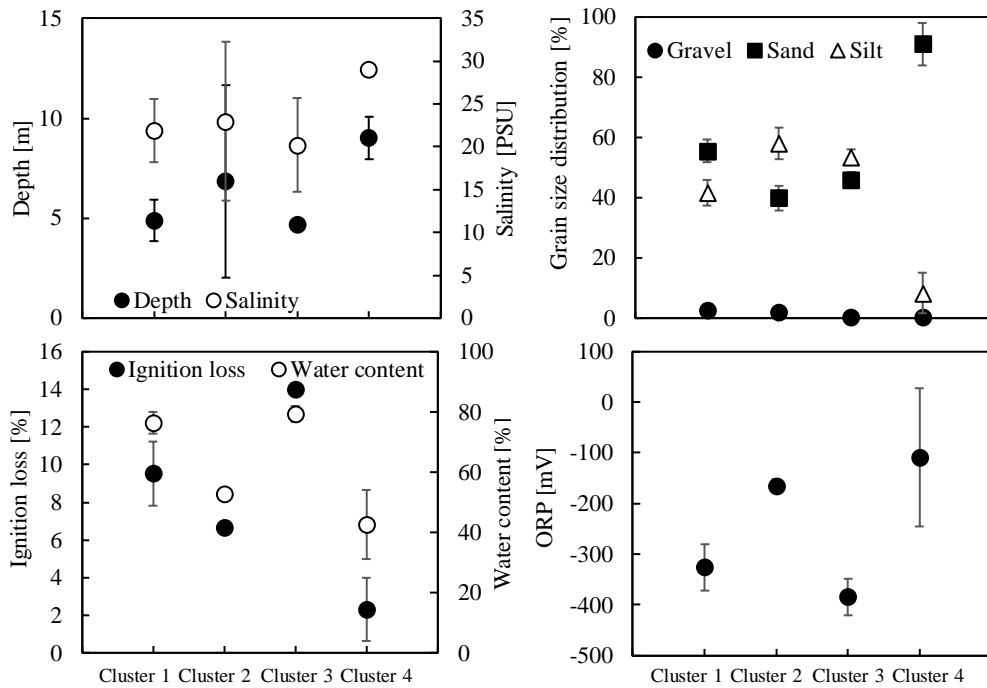 Depth [m]
15
10
5
0
Depth
Salinity
35
30
25
20
15
10
5
0
Salinity [PSU]
Grain size distribution [%]
100
80
60
40
20
0
Gravel
Sand
Silt
Ignition loss [%]
16
14
12
10
8
6
4
2
0
Ignition loss
Water content
100
80
60
40
20
0
Water content [%]
Cluster 1 Cluster 2 Cluster 3 Cluster 4
ORP [mV]
100
0
-100
-200
-300
-400
-500
Cluster 1 Cluster 2 Cluster 3 Cluster 4